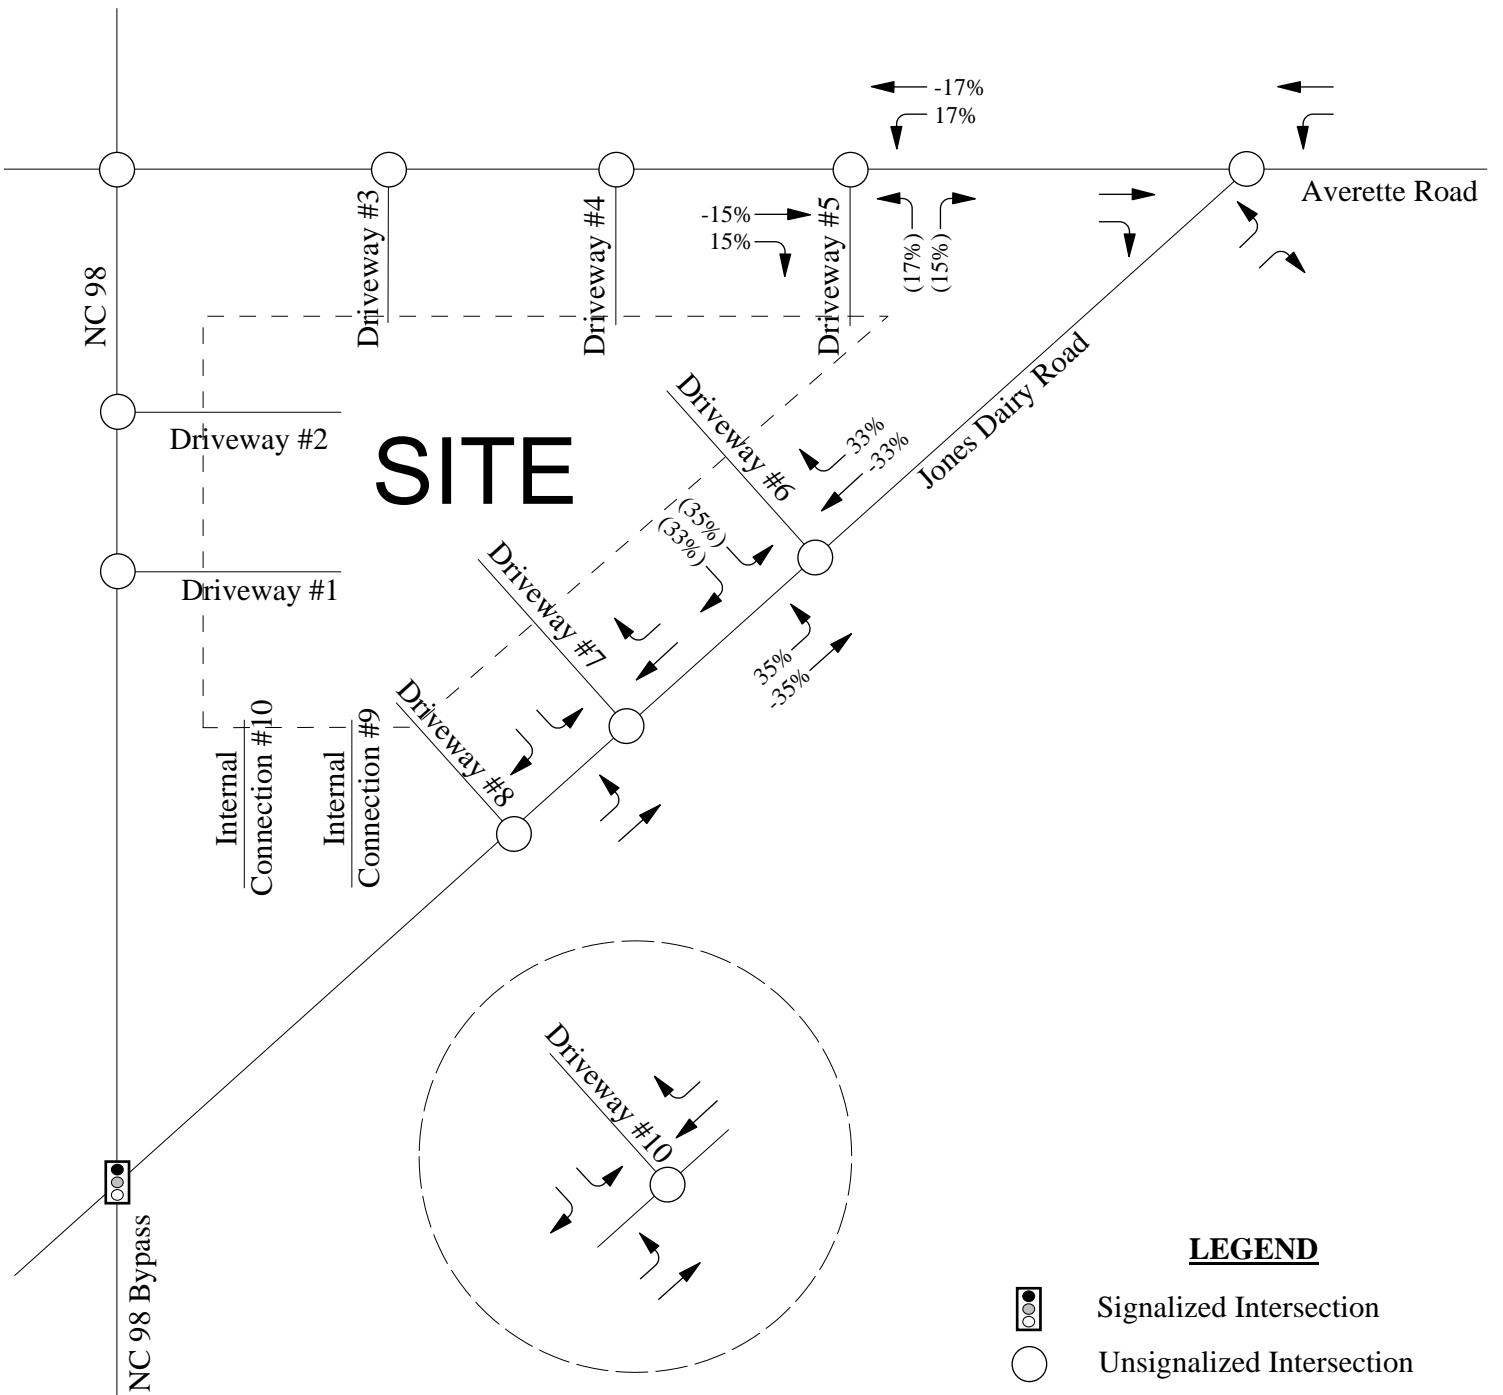 -17%
17%
Averette Road
Driveway #3
Driveway #4
-15%
15%
Driveway #5
(17%)
(15%)
NC 98
Driveway #2
SITE
Driveway #6
33%
-33%
Jones Dairy Road
(35%)
(33%)
Driveway #1
Driveway #7
35%
-35%
Driveway #8
Internal
Connection #10
Internal
Connection #9
Driveway #10
NC 98 Bypass
LEGEND
Signalized Intersection
Unsignalized Intersection